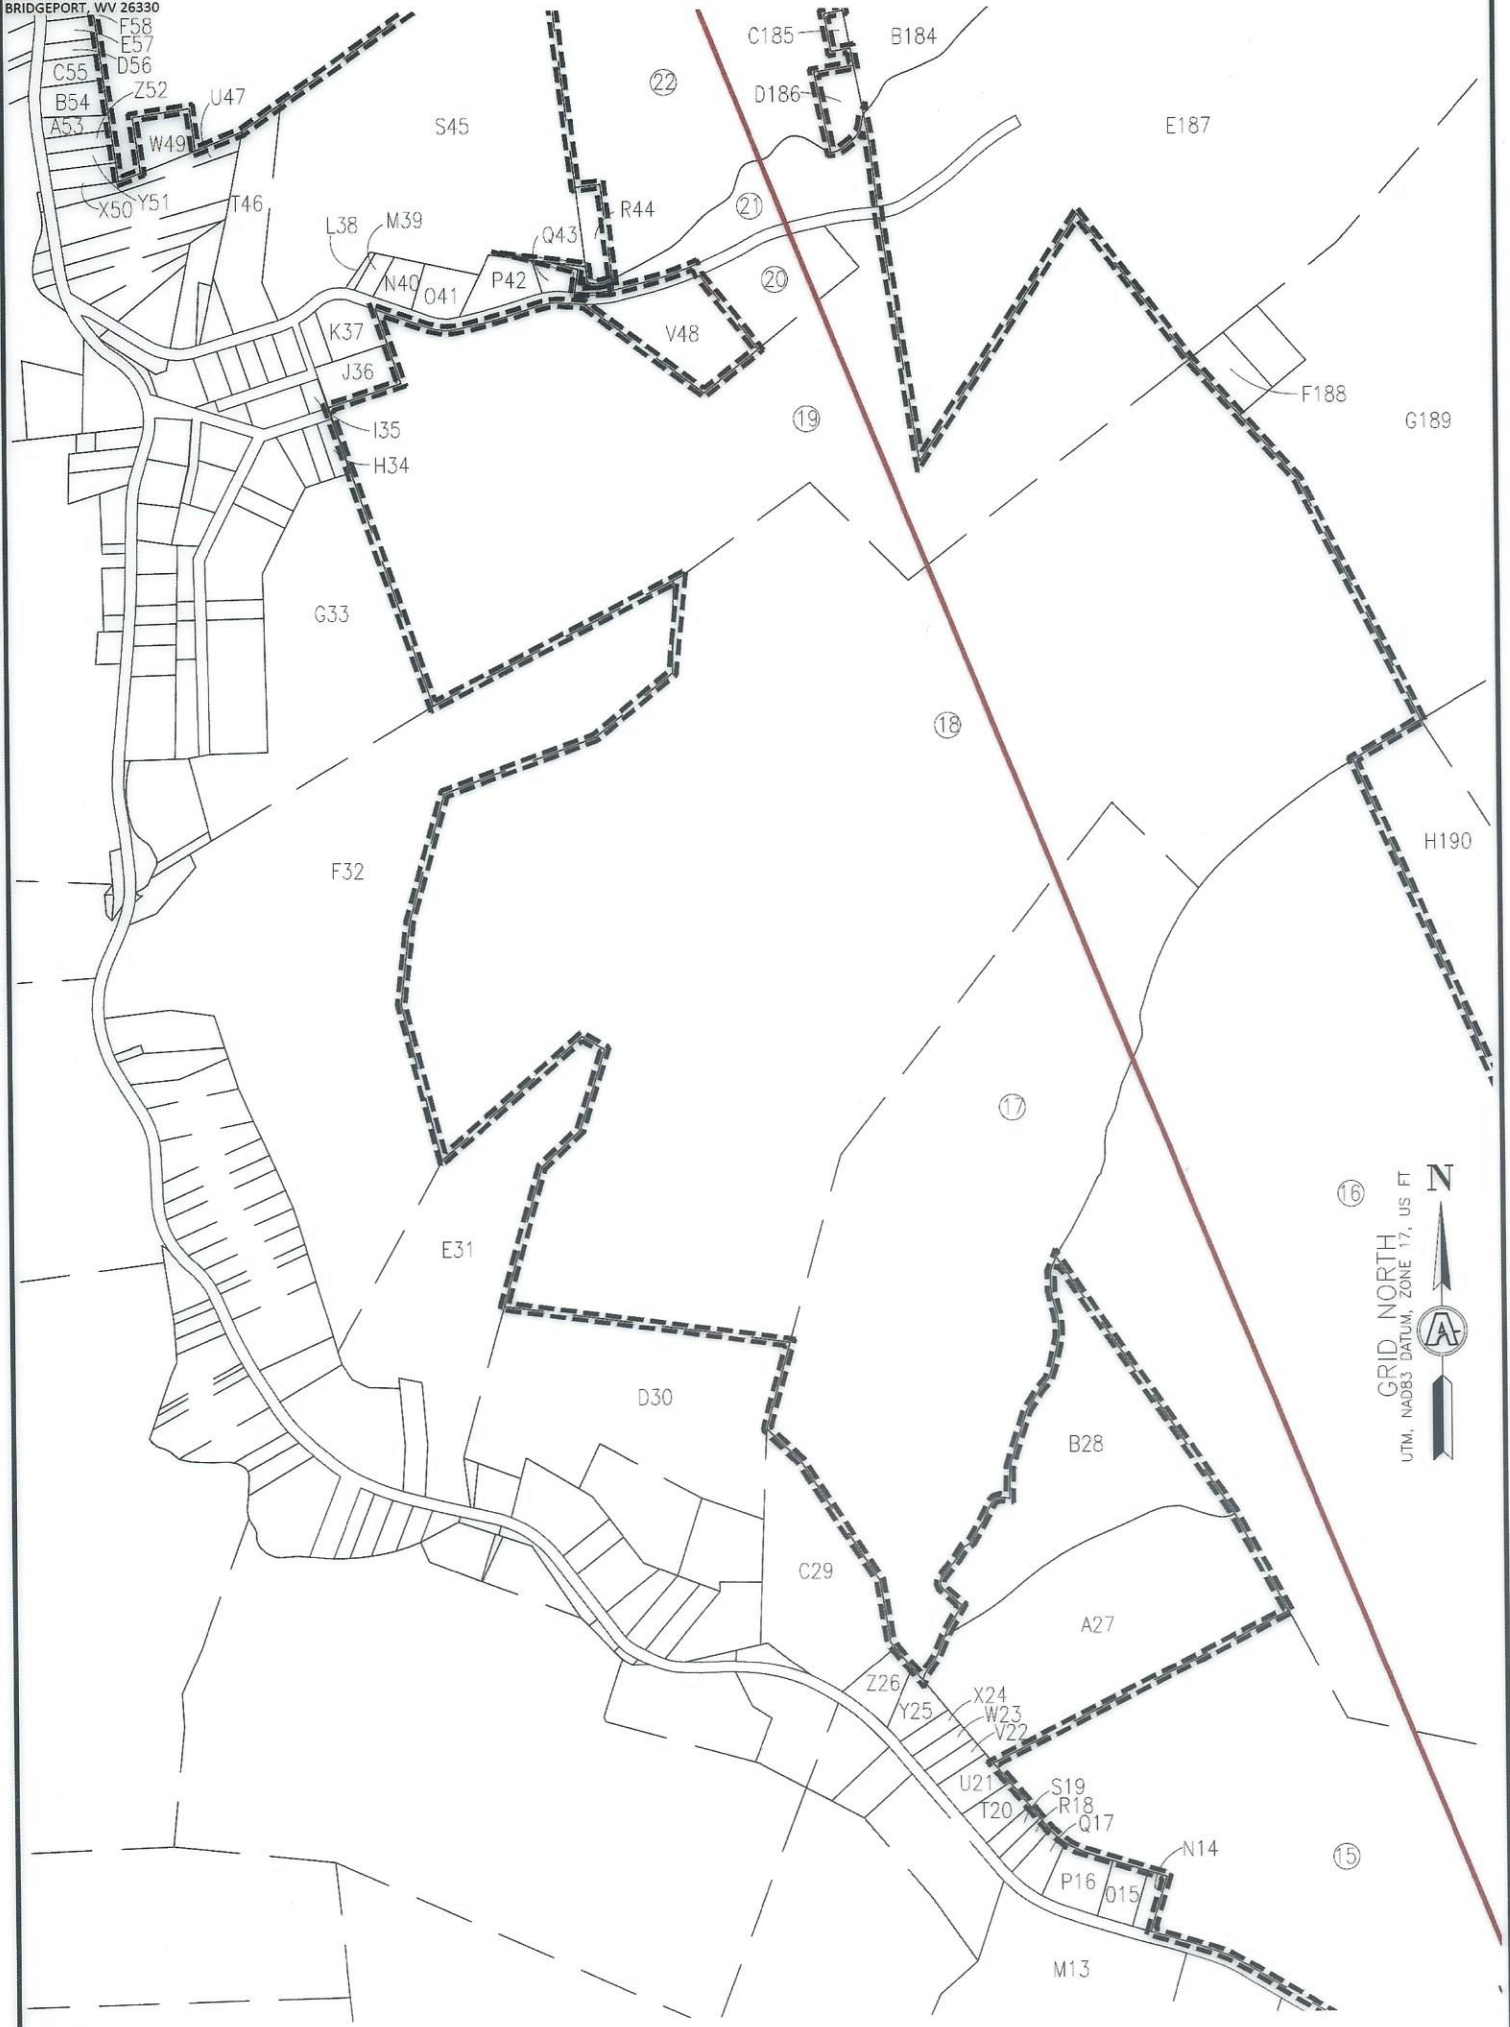 BRIDGEPORT, WV 26330
F58
E57
D56
C55
Z52
B54
A53
U47
W49
X50
Y51
T46
S45
22
C185
B184
D186
E187
L38
M39
N40
O41
P42
Q43
R44
21
20
V48
K37
J36
I35
H34
19
F188
G189
G33
18
F32
H190
17
16
N
GRID NORTH
UTM, NAD83 DATUM, ZONE 17, US FT
A
E31
D30
B28
C29
A27
Z26
Y25
X24
W23
V22
U21
T20
S19
R18
Q17
N14
P16
O15
15
M13